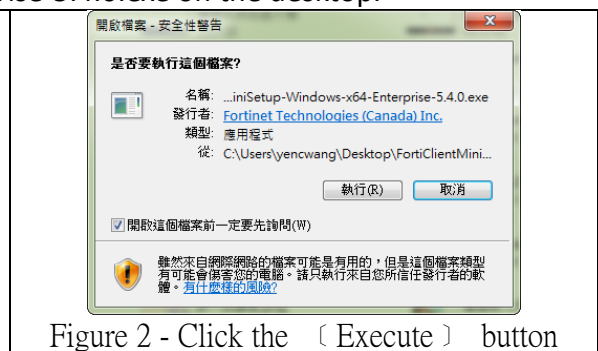 on the desktop.
開啟檔案 - 安全性警告
是否要執行這個檔案?
名稱: ...iniSetup-Windows-x64-Enterprise-5.4.0.exe
發行者: Fortinet Technologies (Canada) Inc.
類型: 應用程式
從: C:\Users\yencwang\Desktop\FortiClientMini...
執行(R) 取消
開啟這個檔案前一定要先詢問(W)
雖然來自網際網路的檔案可能是有用的，但是這個檔案類型
有可能會傷害您的電腦。請只執行來自您所信任發行者的軟
體。有什麼樣的風險?
Figure 2 - Click the 〔Execute〕 button